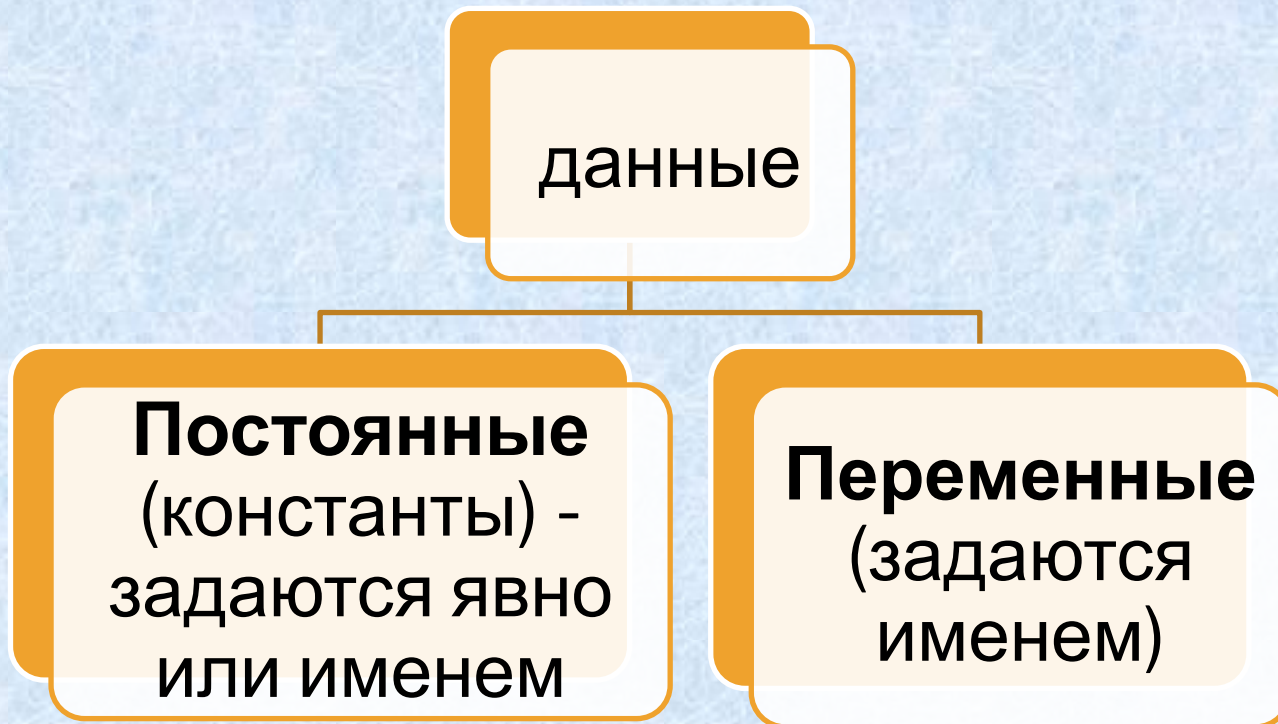 данные
Постоянные
(константы) -
задаются явно
или именем
Переменные
(задаются
именем)